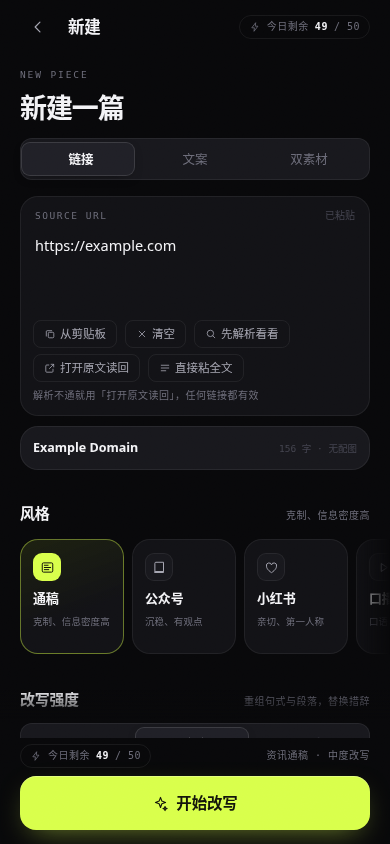 新建
今日剩余 49 / 50
NEW PIECE
新建一篇
链接
文案
双素材
SOURCE URL
已粘贴
https://example.com
从剪贴板
清空
先解析看看
打开原文读回
直接粘全文
解析不通就用「打开原文读回」，任何链接都有效
Example Domain
156 字 · 无配图
风格
克制、信息密度高
通稿
克制、信息密度高
公众号
沉稳、有观点
小红书
亲切、第一人称
改写强度
重组句式与段落，替换措辞
今日剩余 49 / 50
资讯通稿 · 中度改写
开始改写